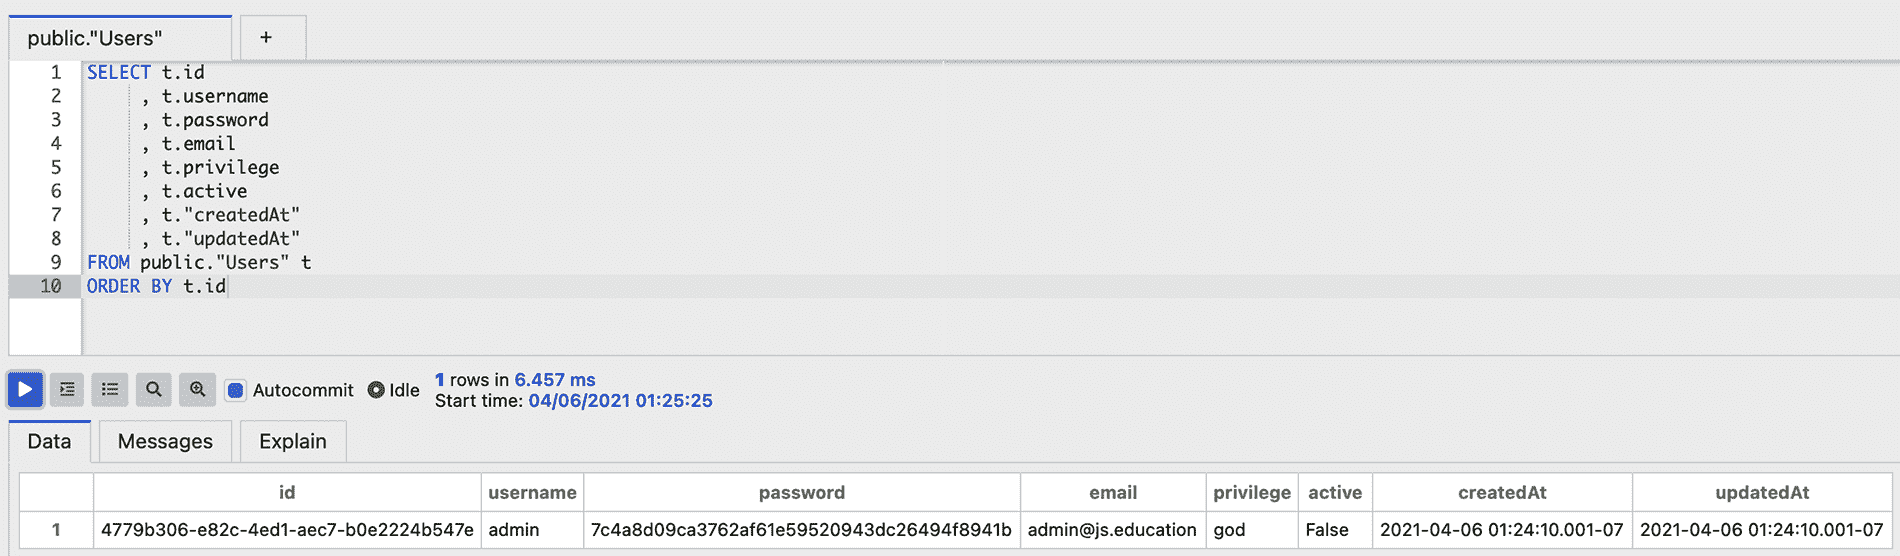 public."Users"
+
1 SELECT t.id
2 , t.username
3 , t.password
4 , t.email
5 , t.privilege
6 , t.active
7 , t."createdAt"
8 , t."updatedAt"
9 FROM public."Users" t
10 ORDER BY t.id
Autocommit Idle 1 rows in 6.457 ms
Start time: 04/06/2021 01:25:25
Data Messages Explain
id username password email privilege active createdAt updatedAt
1 4779b306-e82c-4ed1-aec7-b0e2224b547e admin 7c4a8d09ca3762af61e59520943dc26494f8941b admin@js.education god False 2021-04-06 01:24:10.001-07 2021-04-06 01:24:10.001-07